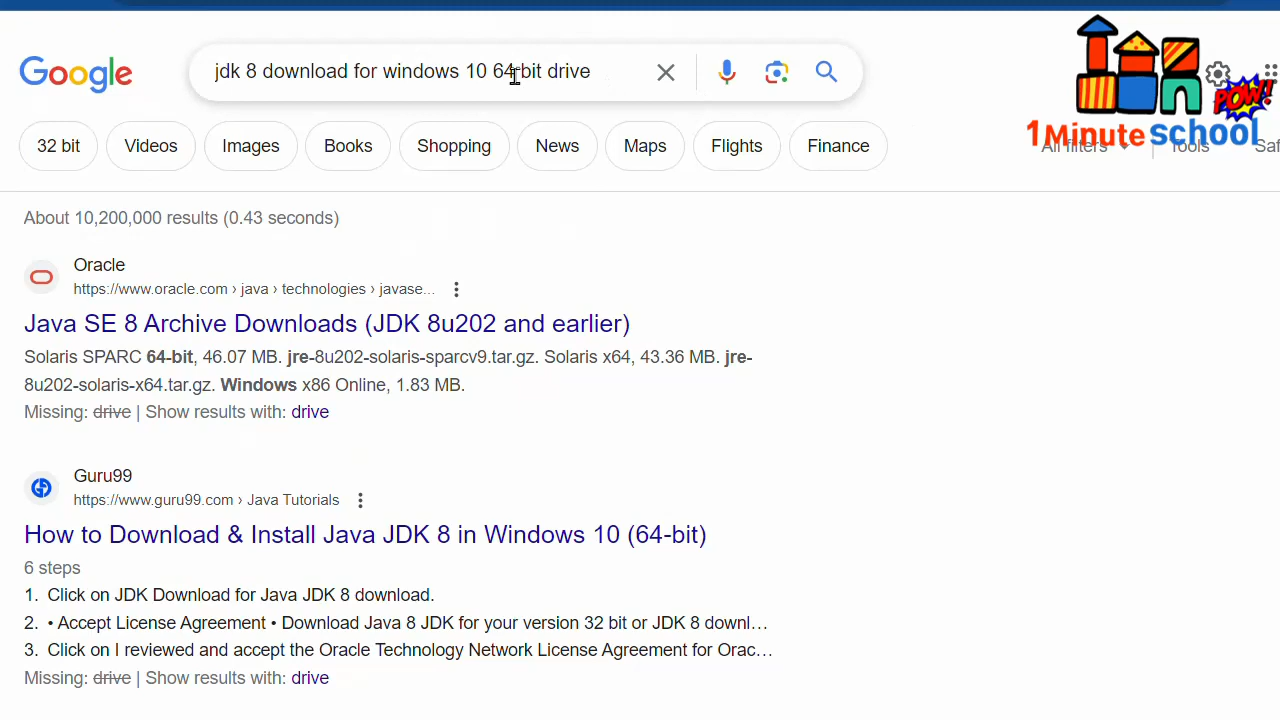 Google
jdk 8 download for windows 10 64-bit drive
POW!
1 Minute school
32 bit
Videos
Images
Books
Shopping
News
Maps
Flights
Finance
All filters
Tools
Saf
About 10,200,000 results (0.43 seconds)
Oracle
https://www.oracle.com › java › technologies › javase...
Java SE 8 Archive Downloads (JDK 8u202 and earlier)
Solaris SPARC 64-bit, 46.07 MB. jre-8u202-solaris-sparcv9.tar.gz. Solaris x64, 43.36 MB. jre-
8u202-solaris-x64.tar.gz. Windows x86 Online, 1.83 MB.
Missing: drive | Show results with: drive
Guru99
https://www.guru99.com › Java Tutorials
How to Download & Install Java JDK 8 in Windows 10 (64-bit)
6 steps
1. Click on JDK Download for Java JDK 8 download.
2. • Accept License Agreement • Download Java 8 JDK for your version 32 bit or JDK 8 downl...
3. Click on I reviewed and accept the Oracle Technology Network License Agreement for Orac...
Missing: drive | Show results with: drive